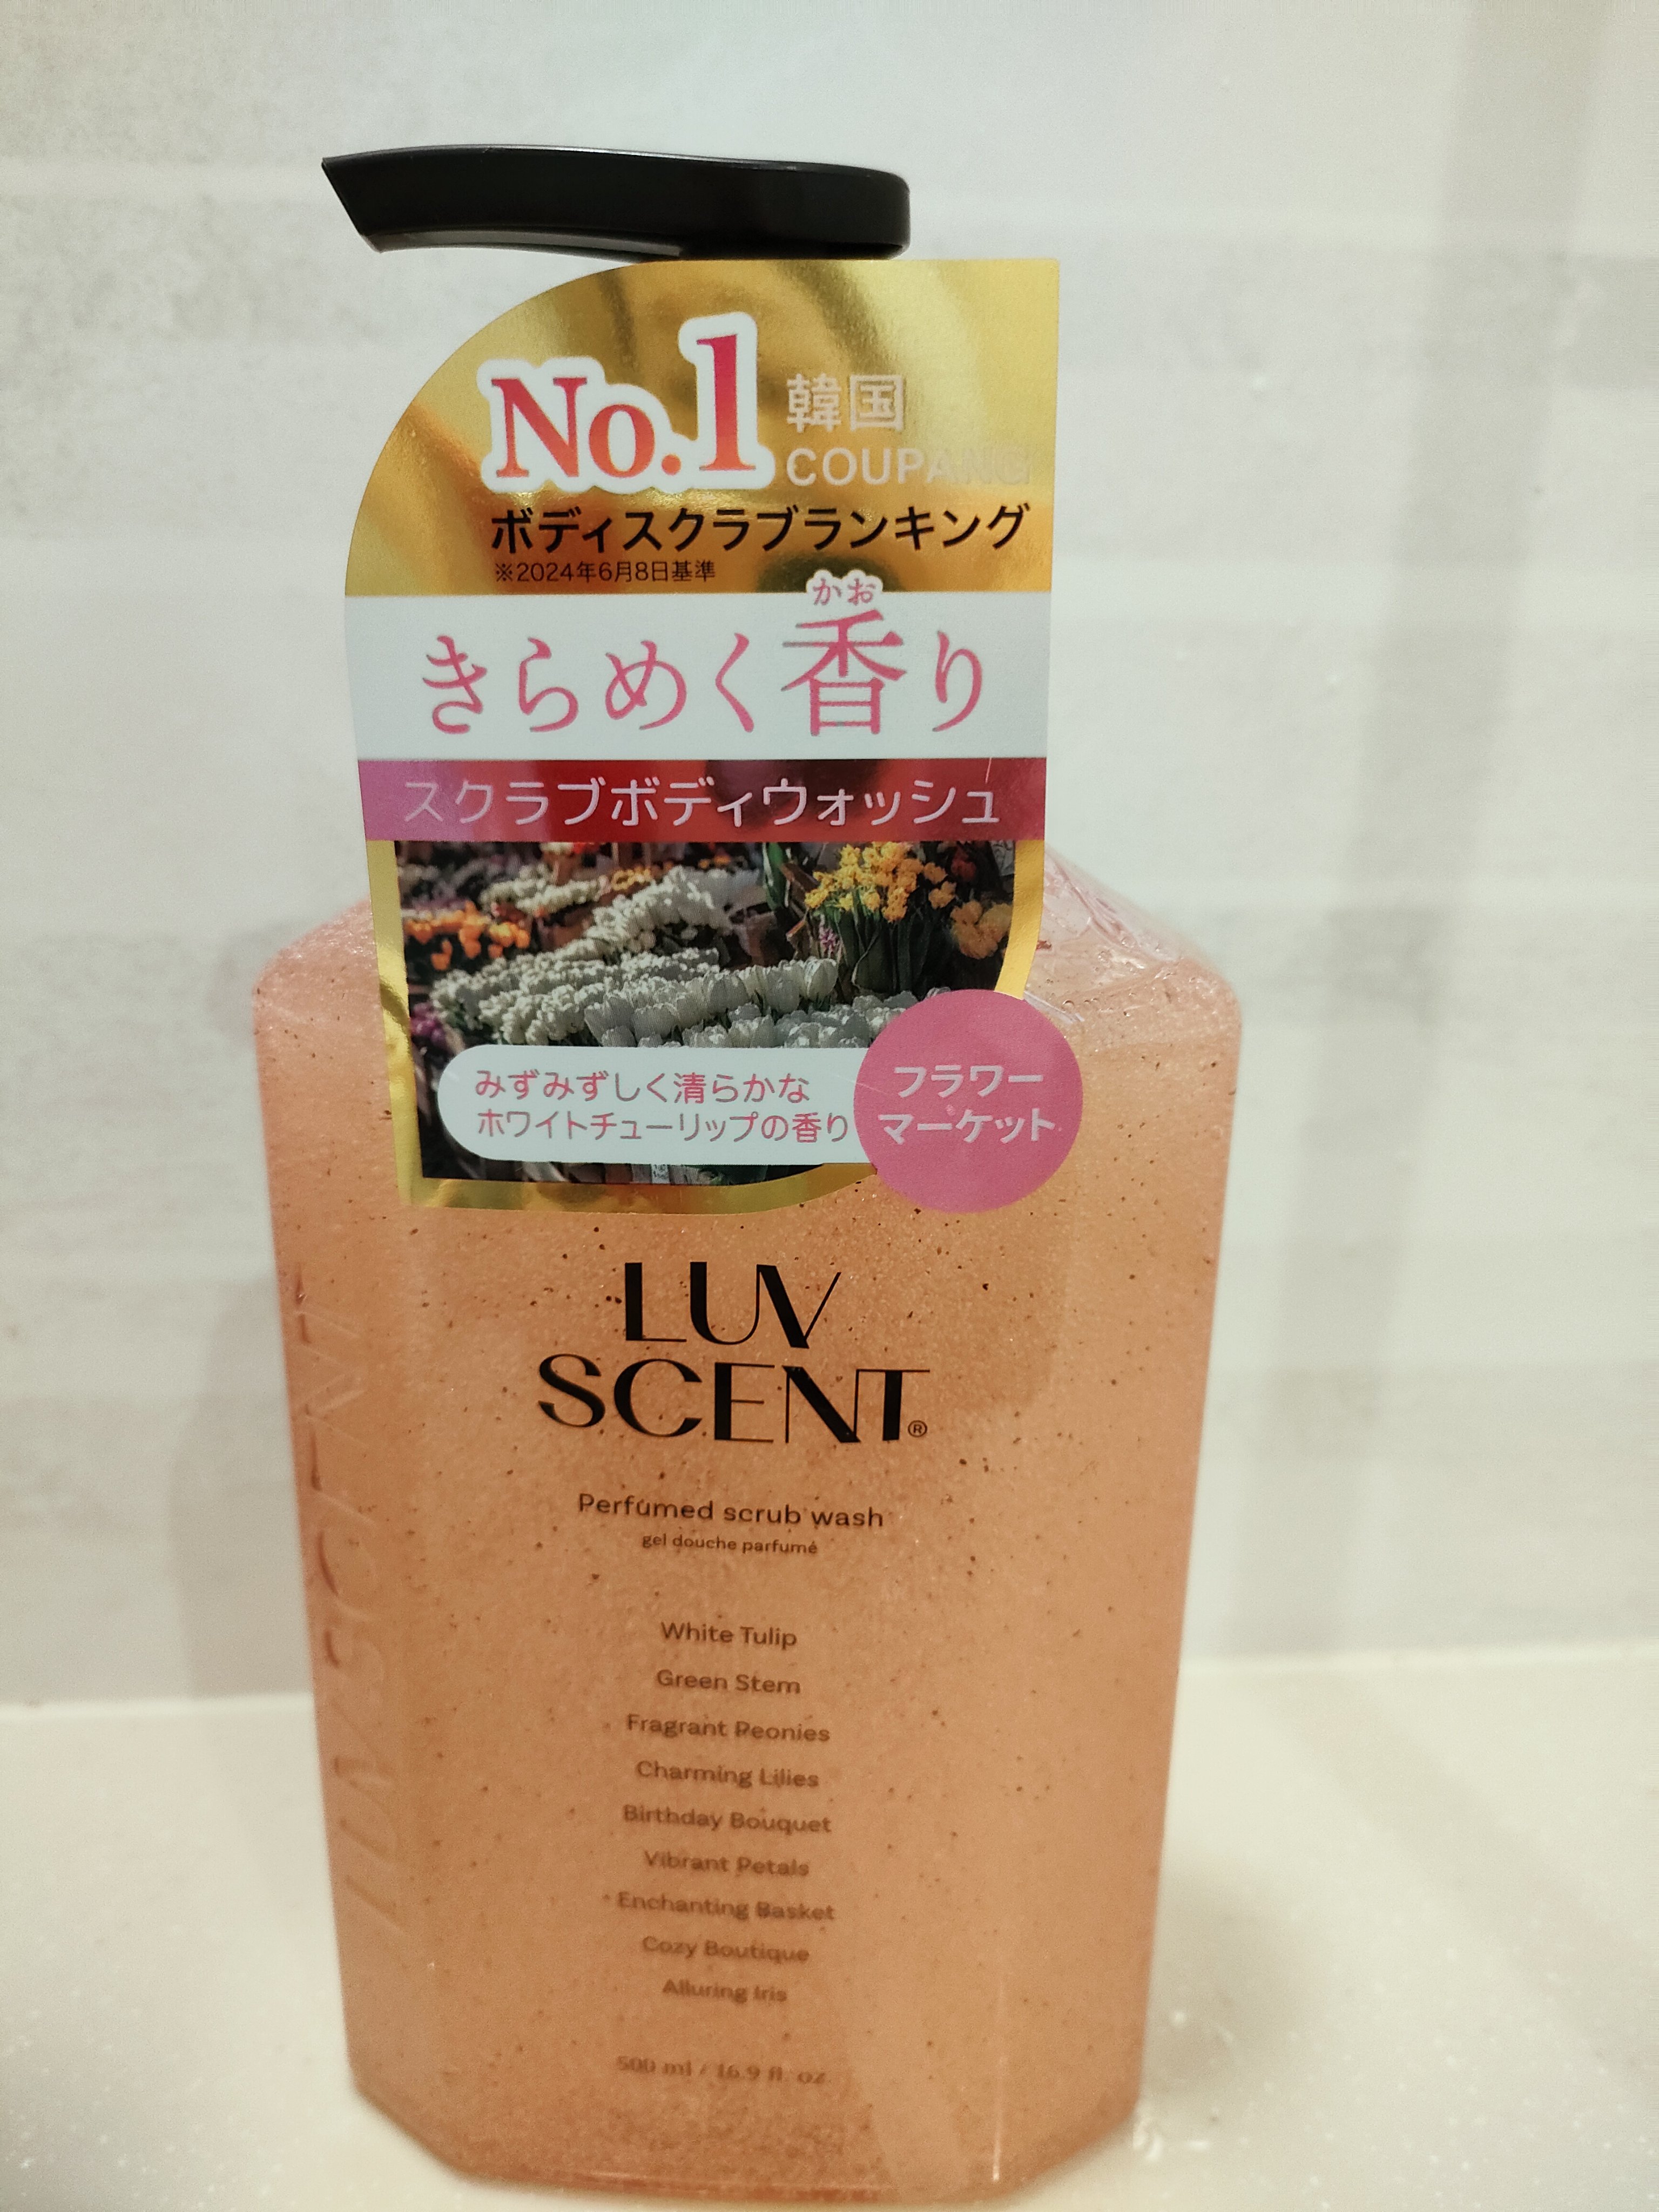 No.1 韓国
COUPANG
ボディスクラブランキング
※2024年6月8日基準
かお
きらめく香り
スクラブボディウォッシュ
みずみずしく清らかな
ホワイトチューリップの香り
フラワー
マーケット
LUV
SCENT®
Perfumed scrub wash
gel douche parfumé
White Tulip
Green Stem
Fragrant Peonies
Charming Lilies
Birthday Bouquet
Vibrant Petals
Enchanting Basket
Cozy Boutique
Alluring Iris
500 ml / 16.9 fl. oz
LUVSCENT